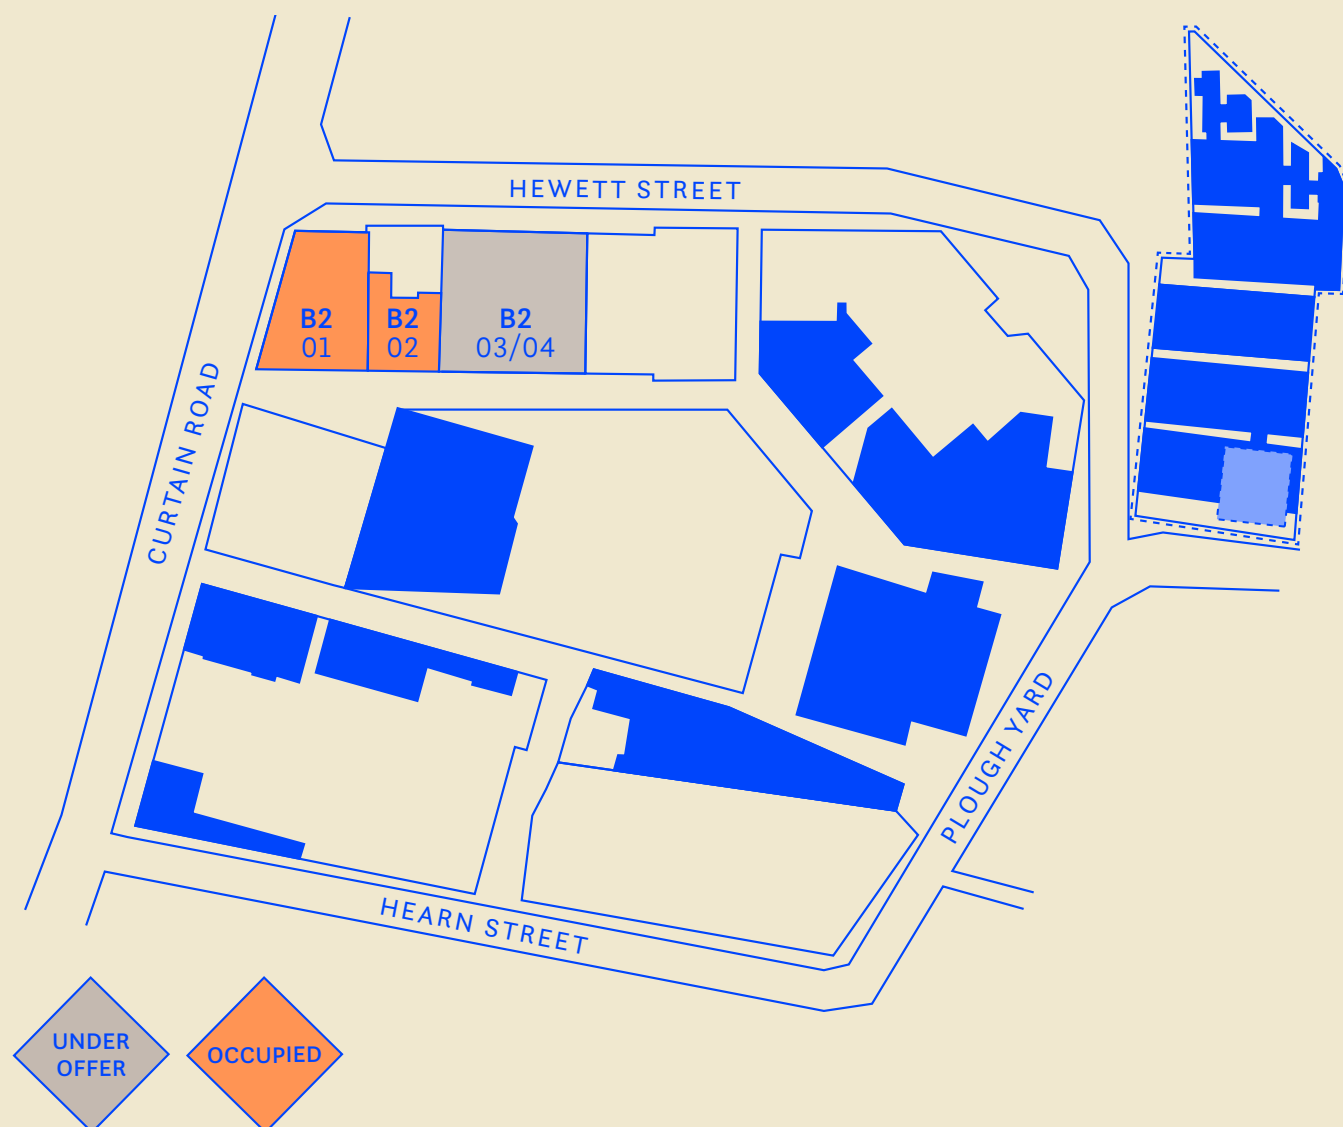 HEWETT STREET
B2
01
B2
02
B2
03/04
CURTAIN ROAD
PLOUGH YARD
HEARN STREET
UNDER
OFFER
OCCUPIED